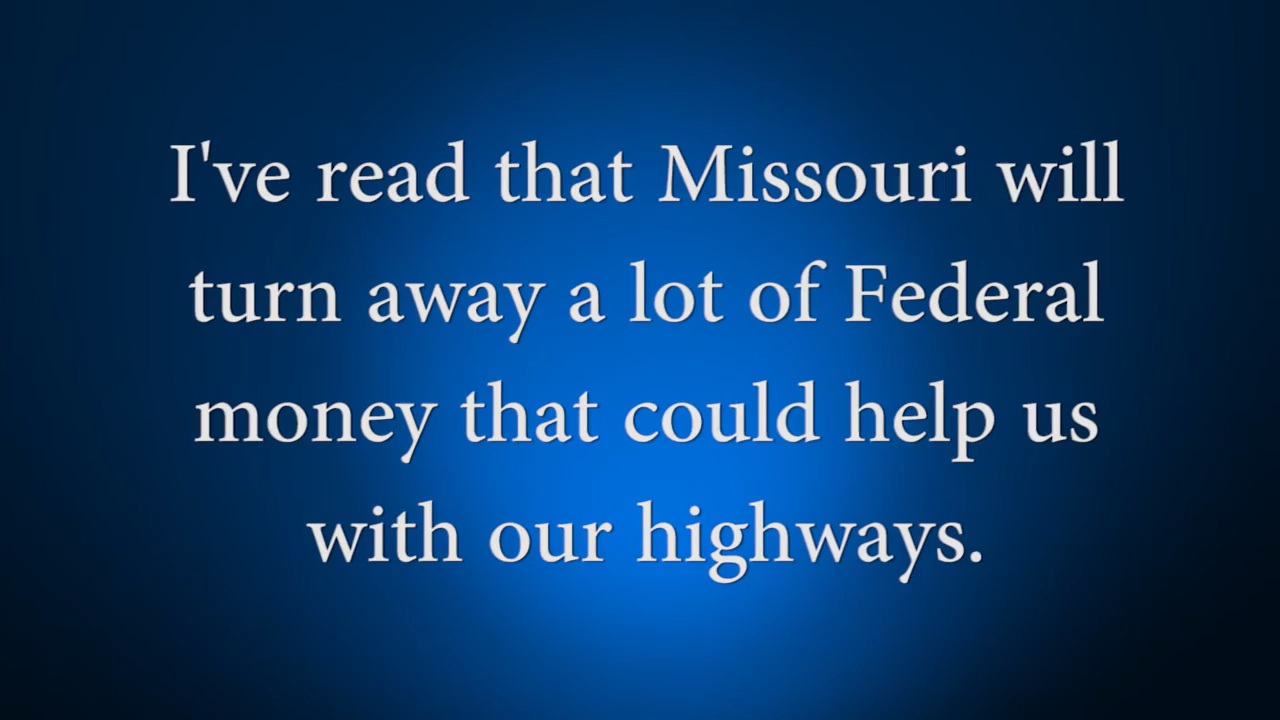 I've read that Missouri will
turn away a lot of Federal
money that could help us
with our highways.